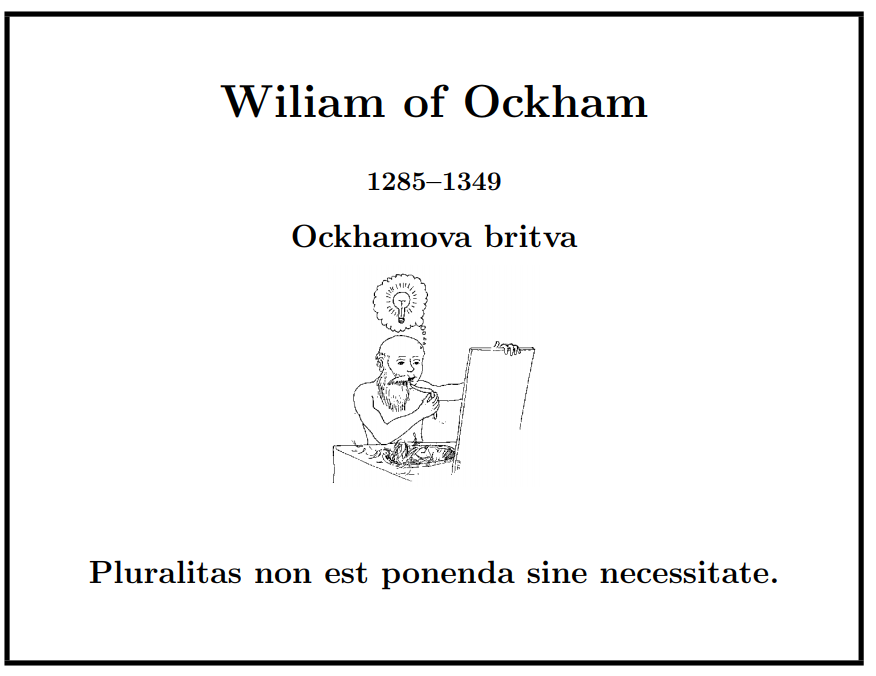 Wiliam of Ockham
1285–1349
Ockhamova britva
Pluralitas non est ponenda sine necessitate.